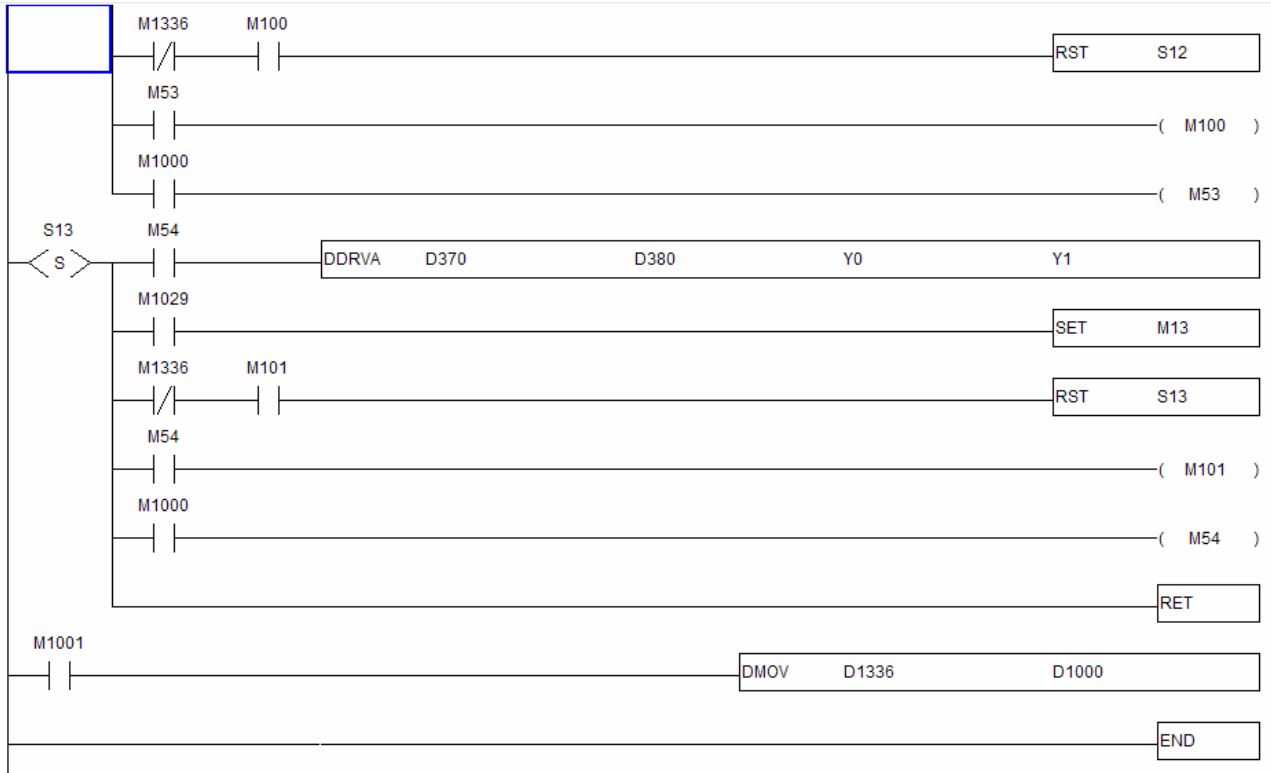 M1336 M100
RST S12
M53
( M100 )
M1000
( M53 )
S13 M54
S DDRVA D370 D380 Y0 Y1
M1029
SET M13
M1336 M101
RST S13
M54
( M101 )
M1000
( M54 )
RET
M1001
DMOV D1336 D1000
END